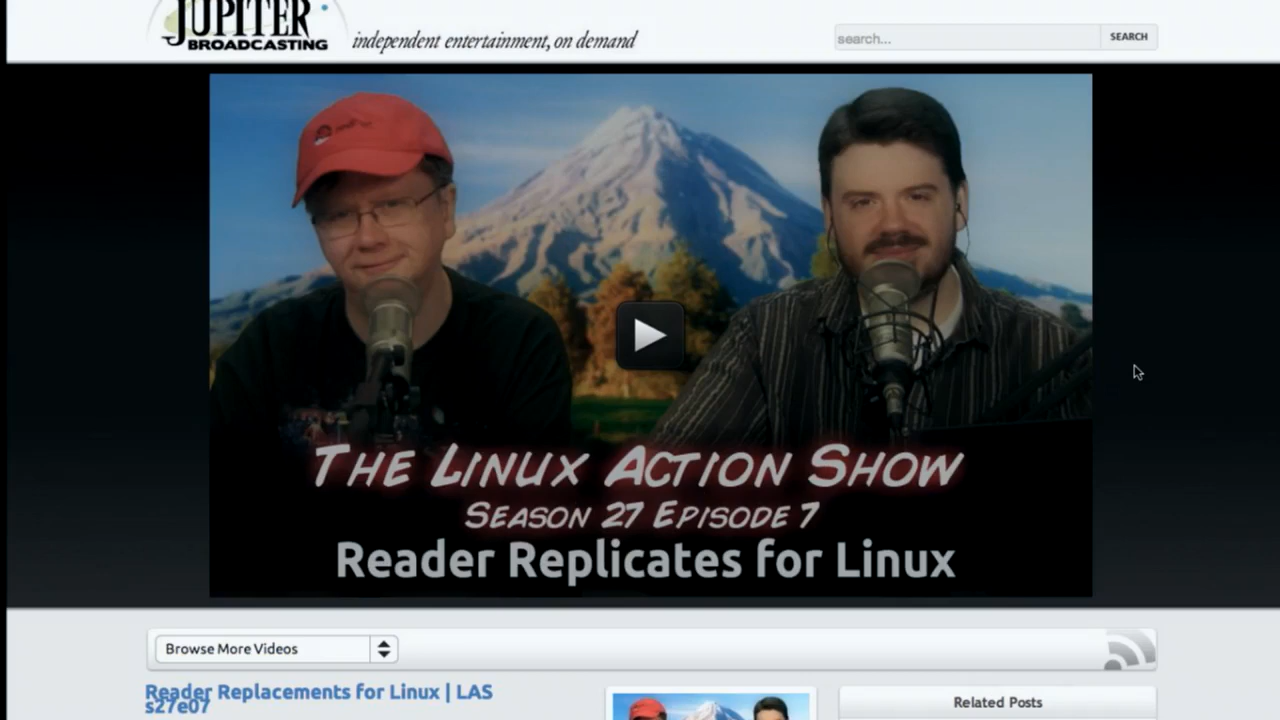 JUPITER
BROADCASTING
independent entertainment, on demand
search...
SEARCH
The Linux Action Show
Season 27 Episode 7
Reader Replicates for Linux
Browse More Videos
Reader Replacements for Linux | LAS
s27e07
Related Posts